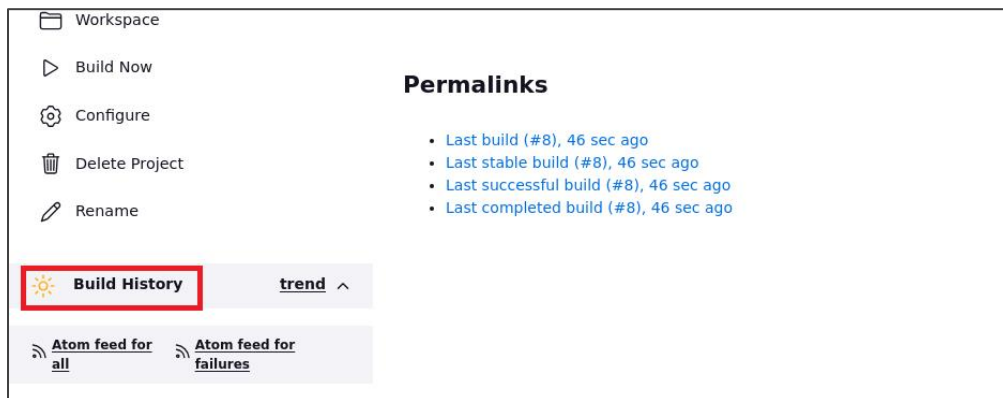 Workspace
Build Now
Configure
Delete Project
Rename
Build History trend
Atom feed for all
Atom feed for failures
Permalinks
Last build (#8), 46 sec ago
Last stable build (#8), 46 sec ago
Last successful build (#8), 46 sec ago
Last completed build (#8), 46 sec ago